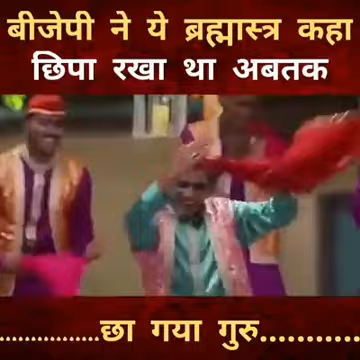 बीजेपी ने ये ब्रह्मास्त्र कहा
छिपा रखा था अबतक
.................छा गया गुरु............